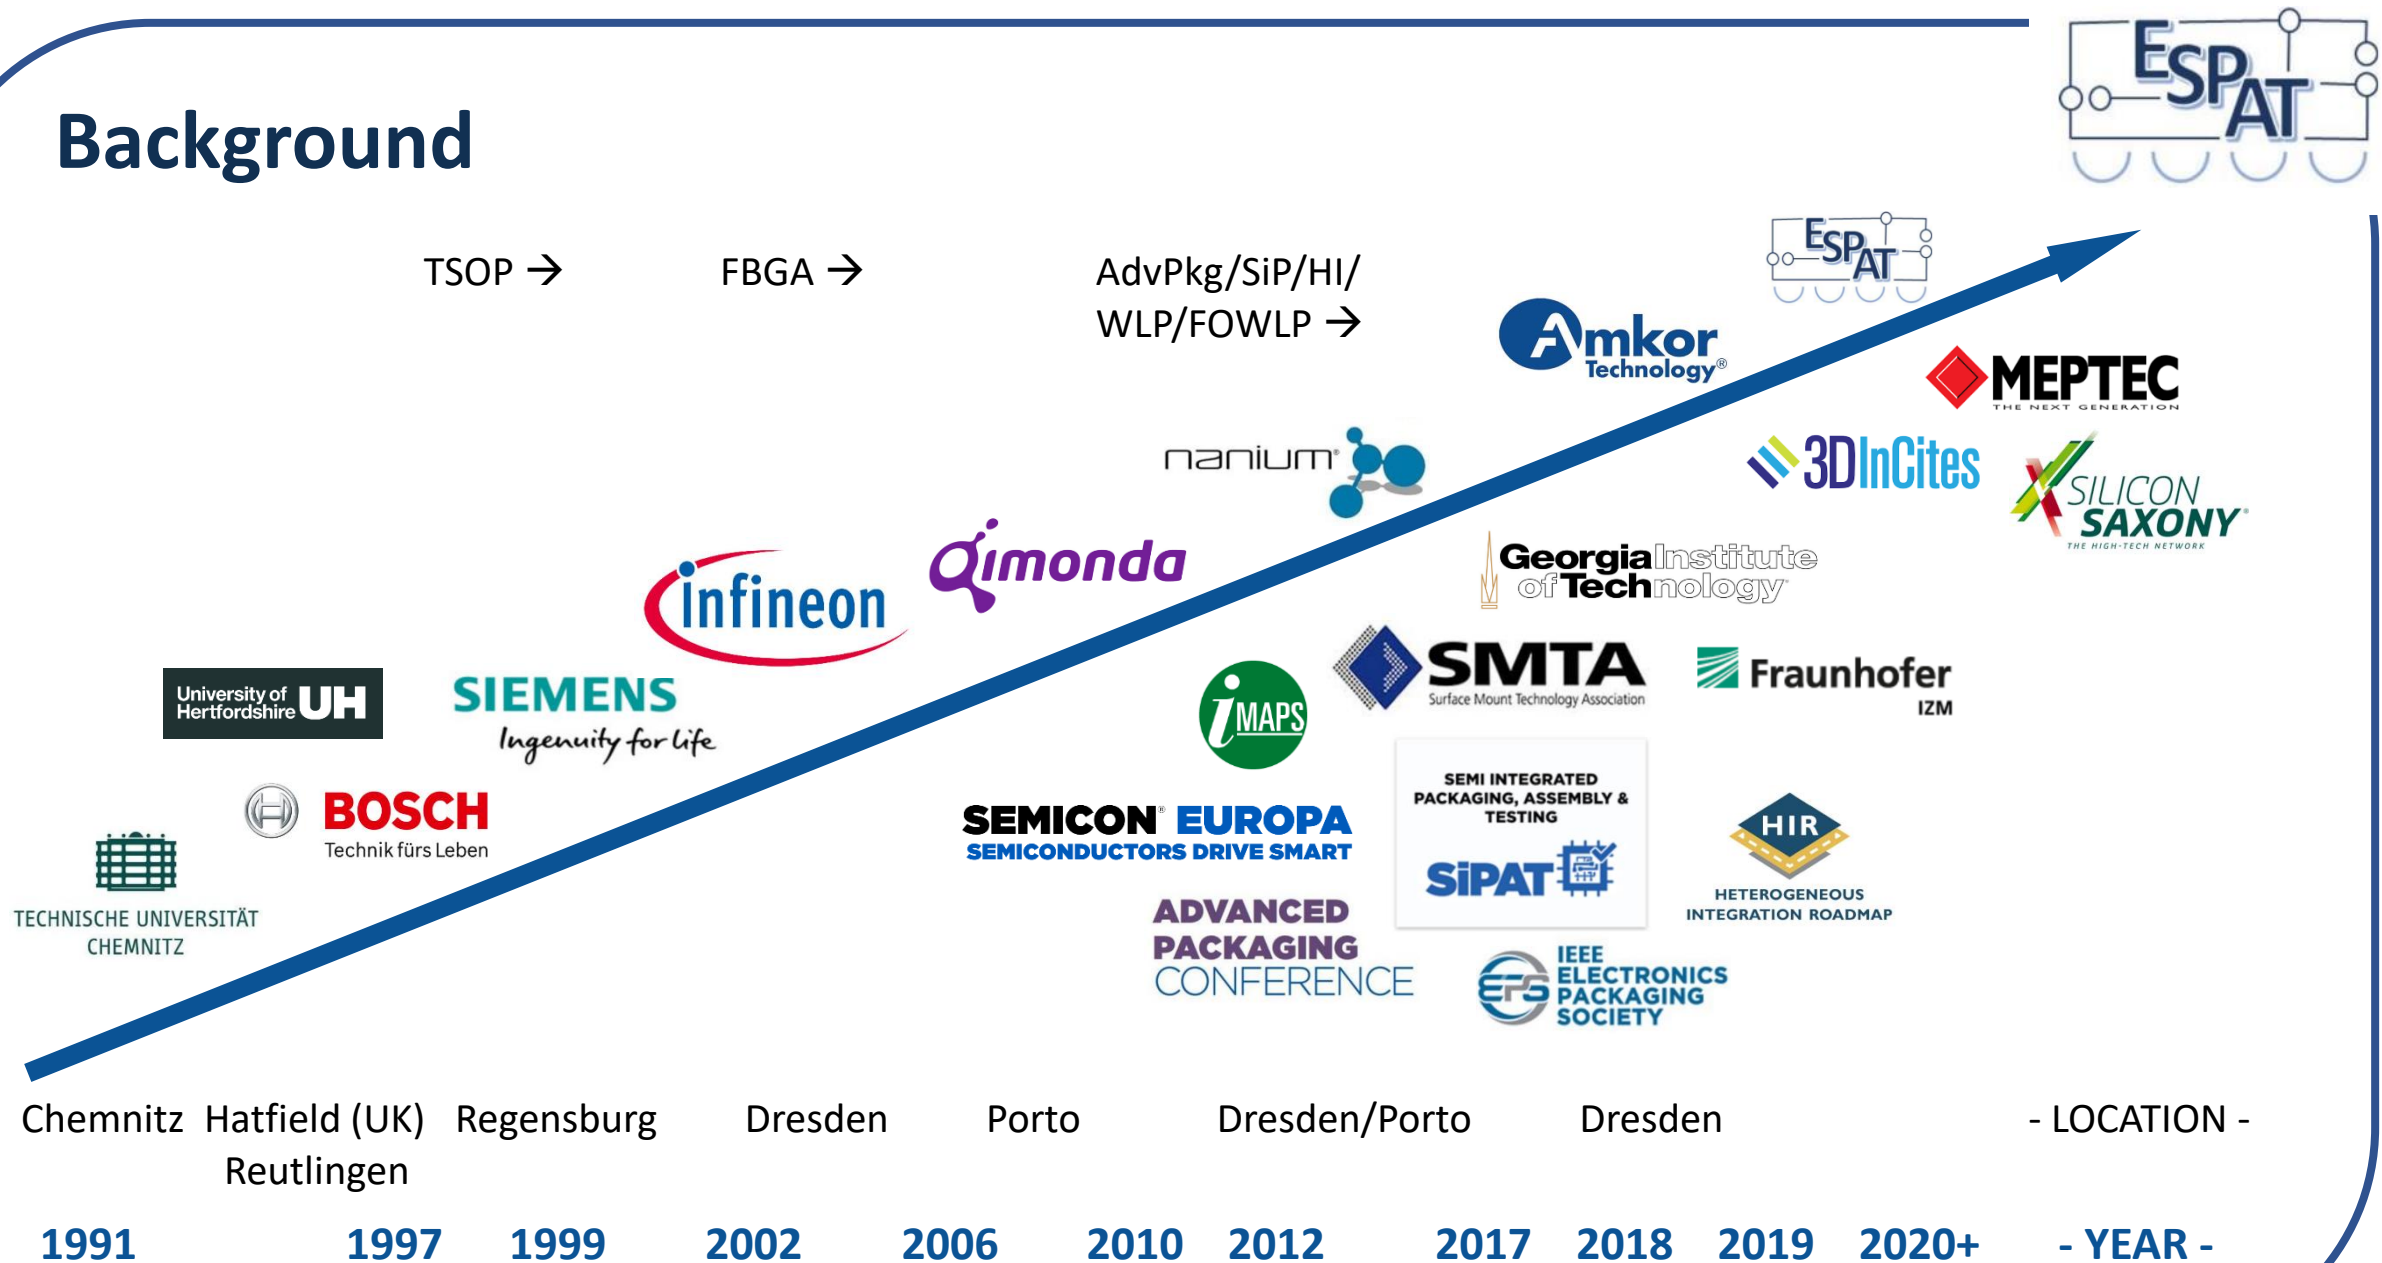 ESPAT
Background
TSOP →
FBGA →
AdvPkg/SiP/HI/
WLP/FOWLP →
ESPAT
Amkor
Technology®
MEPTEC
THE NEXT GENERATION
nanium®
3DInCites
SILICON
SAXONY®
THE HIGH-TECH NETWORK
Qimonda
Georgia Institute
of Technology
infineon
University of
Hertfordshire UH
SIEMENS
Ingenuity for life
iMAPS
SMTA
Surface Mount Technology Association
Fraunhofer
IZM
BOSCH
Technik fürs Leben
SEMICON® EUROPA
SEMICONDUCTORS DRIVE SMART
SEMI INTEGRATED
PACKAGING, ASSEMBLY &
TESTING
SiPAT
HIR
HETEROGENEOUS
INTEGRATION ROADMAP
TECHNISCHE UNIVERSITÄT
CHEMNITZ
ADVANCED
PACKAGING
CONFERENCE
EPS
IEEE
ELECTRONICS
PACKAGING
SOCIETY
Chemnitz Hatfield (UK) Regensburg Dresden Porto Dresden/Porto Dresden - LOCATION -
Reutlingen
1991 1997 1999 2002 2006 2010 2012 2017 2018 2019 2020+ - YEAR -